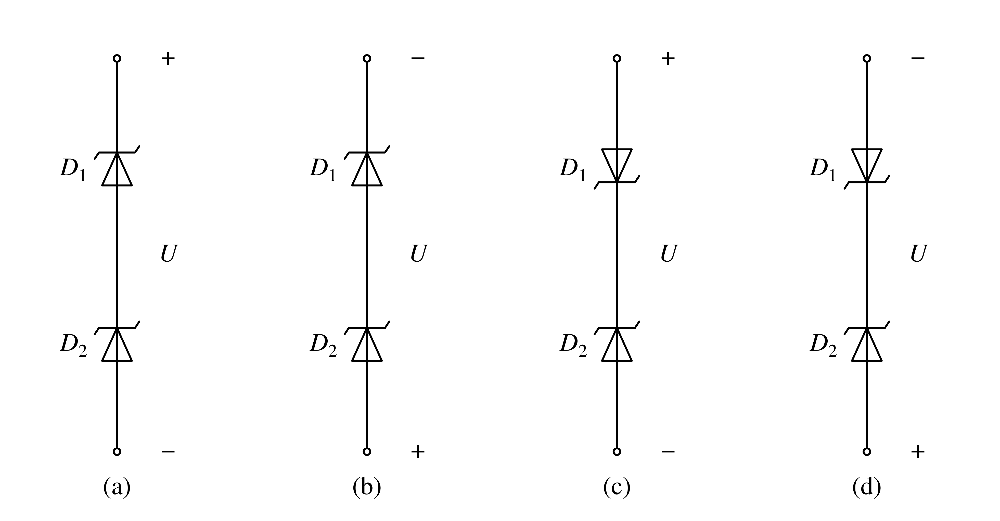 + − + −
D1 D1 D1 D1
U U U U
D2 D2 D2 D2
− + − +
(a) (b) (c) (d)